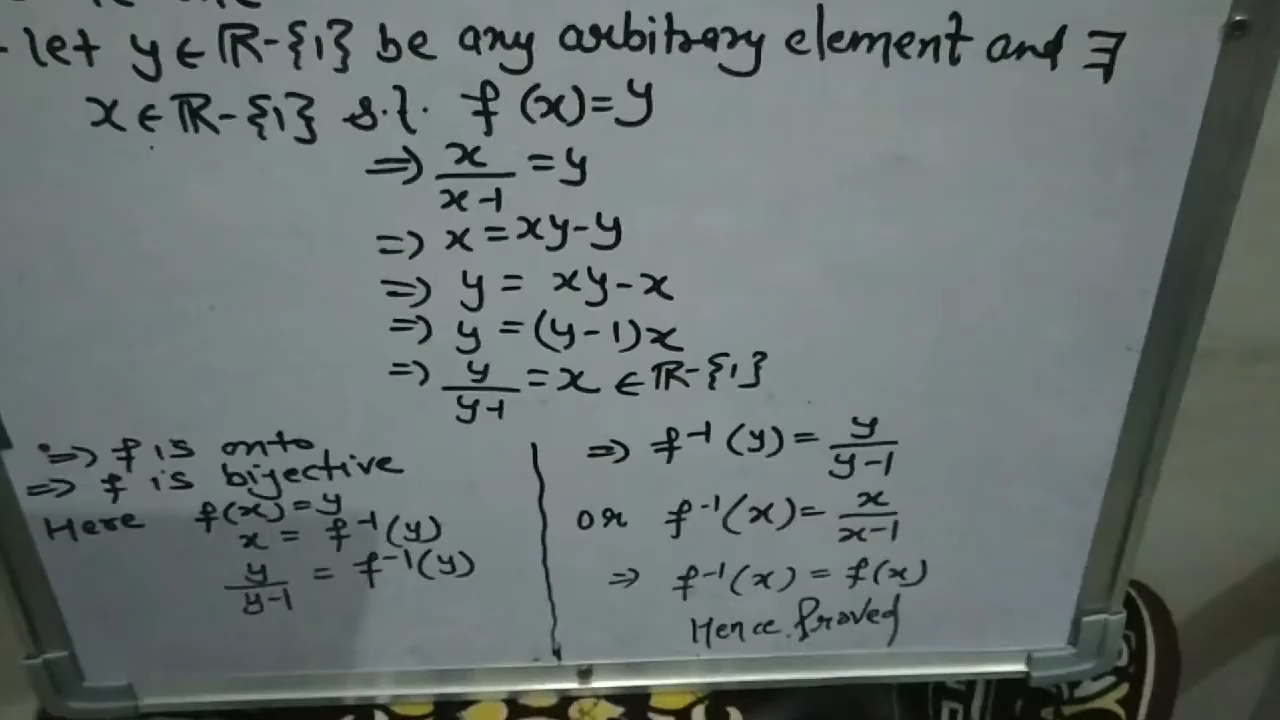 - let y ∈ ℝ-{1} be any arbitrary element and ∃
x ∈ ℝ-{1} s.t. f(x)=y
⇒ x/(x-1) = y
⇒ x = xy-y
⇒ y = xy-x
⇒ y = (y-1)x
⇒ y/(y-1) = x ∈ ℝ-{1}
⇒ f is onto
⇒ f is bijective
Here f(x)=y
x = f⁻¹(y)
y/(y-1) = f⁻¹(y)
⇒ f⁻¹(y) = y/(y-1)
or f⁻¹(x) = x/(x-1)
⇒ f⁻¹(x) = f(x)
Hence Proved